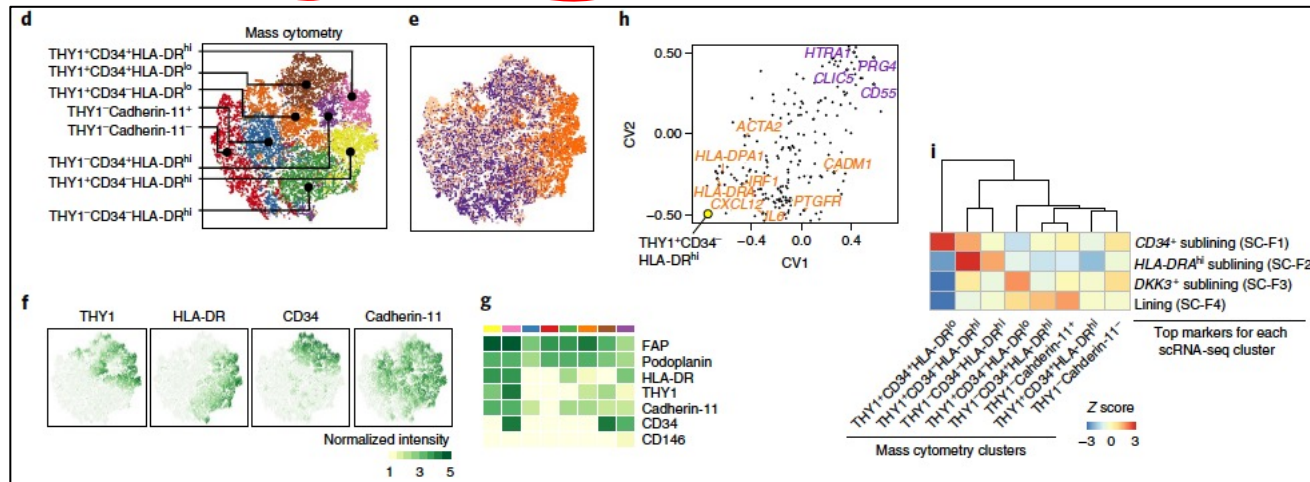 d
Mass cytometry
THY1⁺CD34⁺HLA-DRʰⁱ
THY1⁺CD34⁺HLA-DRˡᵒ
THY1⁺CD34⁻HLA-DRˡᵒ
THY1⁻Cadherin-11⁺
THY1⁻Cadherin-11⁻
THY1⁻CD34⁺HLA-DRʰⁱ
THY1⁺CD34⁻HLA-DRʰⁱ
THY1⁻CD34⁻HLA-DRʰⁱ
e
h
CV2
0.50
0.00
−0.50
HTRA1
PRG4
CLIC5
CD55
ACTA2
HLA-DPA1
CADM1
IRF1
HLA-DRA
CXCL12
PTGFR
IL6
THY1⁺CD34⁻
HLA-DRʰⁱ
−0.4
0.0
0.4
CV1
f
THY1
HLA-DR
CD34
Cadherin-11
Normalized intensity
1 3 5
g
FAP
Podoplanin
HLA-DR
THY1
Cadherin-11
CD34
CD146
i
CD34⁺ sublining (SC-F1)
HLA-DRAʰⁱ sublining (SC-F2
DKK3⁺ sublining (SC-F3)
Lining (SC-F4)
Top markers for each
scRNA-seq cluster
THY1⁺CD34⁺HLA-DRˡᵒ
THY1⁺CD34⁻HLA-DRʰⁱ
THY1⁺CD34⁺HLA-DRʰⁱ
THY1⁺CD34⁻HLA-DRˡᵒ
THY1⁻CD34⁻HLA-DRʰⁱ
THY1⁻Cahderin-11⁺
THY1⁻CD34⁺HLA-DRʰⁱ
THY1⁻Cahderin-11⁻
Mass cytometry clusters
Z score
−3 0 3